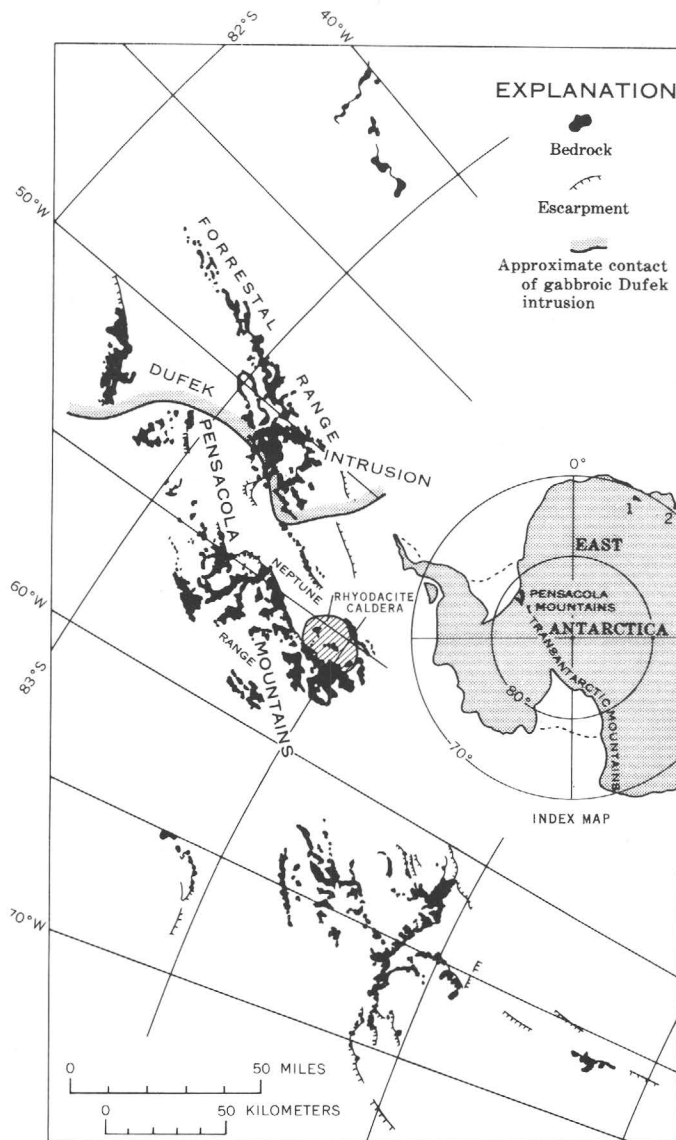 82°S
40°W
EXPLANATION
Bedrock
Escarpment
Approximate contact
of gabbroic Dufek
intrusion
50°W
FORRESTAL
RANGE
DUFEK
INTRUSION
PENSACOLA
MOUNTAINS
NEPTUNE
RANGE
RHYODACITE
CALDERA
60°W
83°S
70°W
0°
1
2
EAST
ANTARCTICA
PENSACOLA
MOUNTAINS
TRANSANTARCTIC MOUNTAINS
80°
70°
INDEX MAP
0 50 MILES
0 50
KILOMETERS